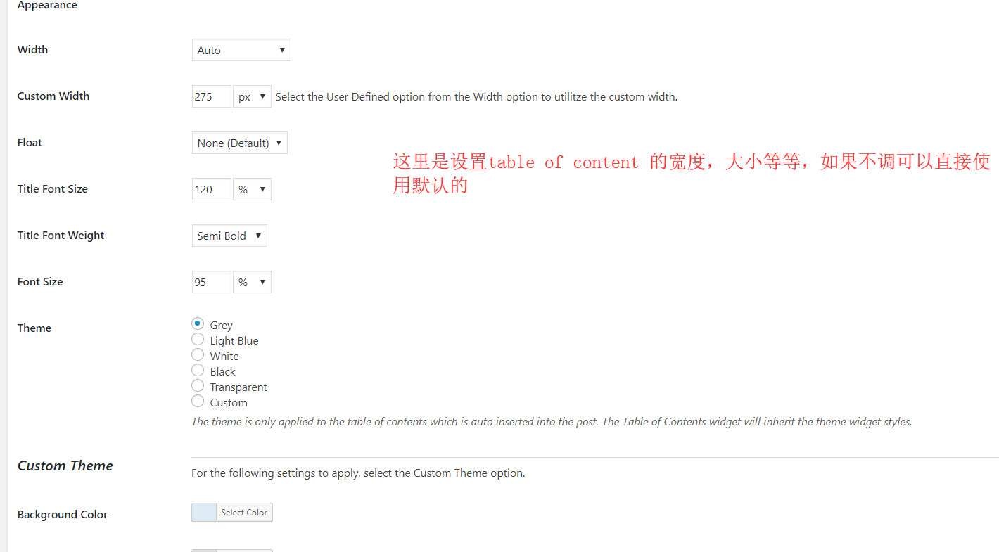 Appearance
Width Auto
Custom Width 275 px Select the User Defined option from the Width option to utilitze the custom width.
Float None (Default)
这里是设置table of content 的宽度，大小等等，如果不调可以直接使
用默认的
Title Font Size 120 %
Title Font Weight Semi Bold
Font Size 95 %
Theme Grey
Light Blue
White
Black
Transparent
Custom
The theme is only applied to the table of contents which is auto inserted into the post. The Table of Contents widget will inherit the theme widget styles.
Custom Theme
For the following settings to apply, select the Custom Theme option.
Background Color Select Color